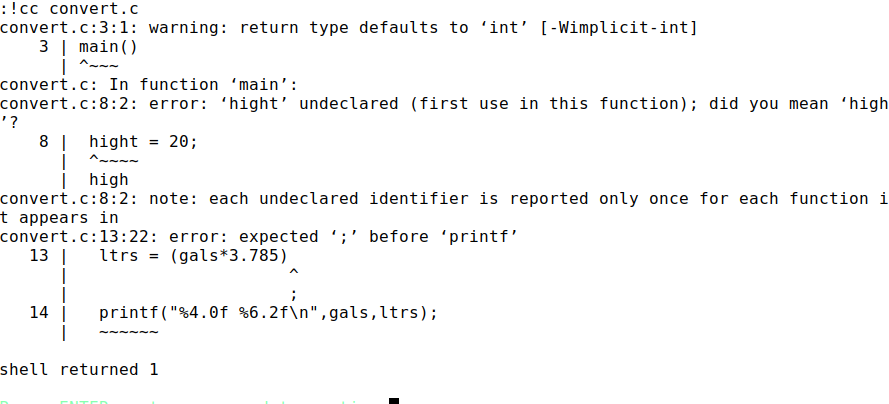 :!cc convert.c
convert.c:3:1: warning: return type defaults to ‘int’ [-Wimplicit-int]
    3 | main()
      | ^~~~
convert.c: In function ‘main’:
convert.c:8:2: error: ‘hight’ undeclared (first use in this function); did you mean ‘high
’?
    8 |  hight = 20;
      |  ^~~~~
      |  high
convert.c:8:2: note: each undeclared identifier is reported only once for each function i
t appears in
convert.c:13:22: error: expected ‘;’ before ‘printf’
   13 |   ltrs = (gals*3.785)
      |                      ^
      |                      ;
   14 |   printf("%4.0f %6.2f\n",gals,ltrs);
      |   ~~~~~~

shell returned 1